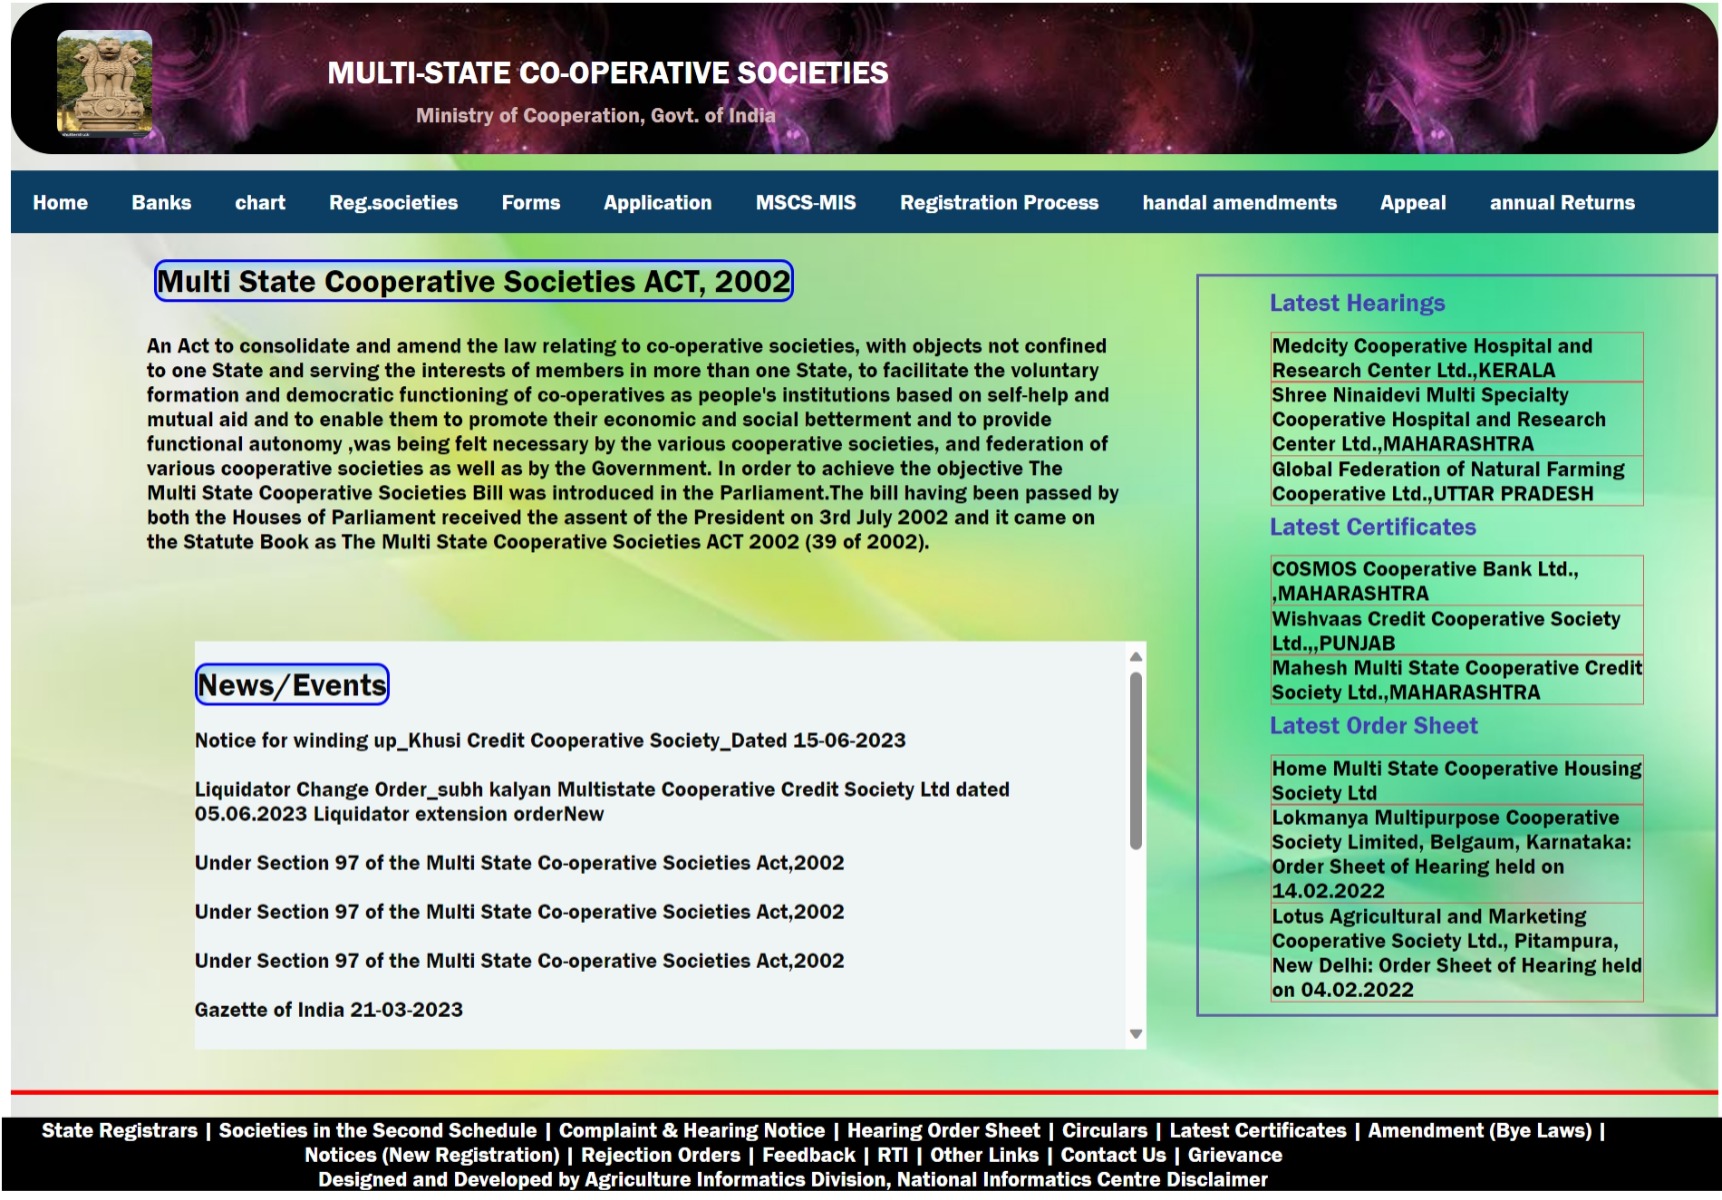 MULTI-STATE CO-OPERATIVE SOCIETIES
Ministry of Cooperation, Govt. of India
Home Banks chart Reg.societies Forms Application MSCS-MIS Registration Process handal amendments Appeal annual Returns
Multi State Cooperative Societies ACT, 2002
An Act to consolidate and amend the law relating to co-operative societies, with objects not confined
to one State and serving the interests of members in more than one State, to facilitate the voluntary
formation and democratic functioning of co-operatives as people's institutions based on self-help and
mutual aid and to enable them to promote their economic and social betterment and to provide
functional autonomy ,was being felt necessary by the various cooperative societies, and federation of
various cooperative societies as well as by the Government. In order to achieve the objective The
Multi State Cooperative Societies Bill was introduced in the Parliament.The bill having been passed by
both the Houses of Parliament received the assent of the President on 3rd July 2002 and it came on
the Statute Book as The Multi State Cooperative Societies ACT 2002 (39 of 2002).
News/Events
Notice for winding up_Khusi Credit Cooperative Society_Dated 15-06-2023
Liquidator Change Order_subh kalyan Multistate Cooperative Credit Society Ltd dated
05.06.2023 Liquidator extension orderNew
Under Section 97 of the Multi State Co-operative Societies Act,2002
Under Section 97 of the Multi State Co-operative Societies Act,2002
Under Section 97 of the Multi State Co-operative Societies Act,2002
Gazette of India 21-03-2023
Latest Hearings
Medcity Cooperative Hospital and
Research Center Ltd.,KERALA
Shree Ninaidevi Multi Specialty
Cooperative Hospital and Research
Center Ltd.,MAHARASHTRA
Global Federation of Natural Farming
Cooperative Ltd.,UTTAR PRADESH
Latest Certificates
COSMOS Cooperative Bank Ltd.,
,MAHARASHTRA
Wishvaas Credit Cooperative Society
Ltd.,,PUNJAB
Mahesh Multi State Cooperative Credit
Society Ltd.,MAHARASHTRA
Latest Order Sheet
Home Multi State Cooperative Housing
Society Ltd
Lokmanya Multipurpose Cooperative
Society Limited, Belgaum, Karnataka:
Order Sheet of Hearing held on
14.02.2022
Lotus Agricultural and Marketing
Cooperative Society Ltd., Pitampura,
New Delhi: Order Sheet of Hearing held
on 04.02.2022
State Registrars | Societies in the Second Schedule | Complaint & Hearing Notice | Hearing Order Sheet | Circulars | Latest Certificates | Amendment (Bye Laws) |
Notices (New Registration) | Rejection Orders | Feedback | RTI | Other Links | Contact Us | Grievance
Designed and Developed by Agriculture Informatics Division, National Informatics Centre Disclaimer